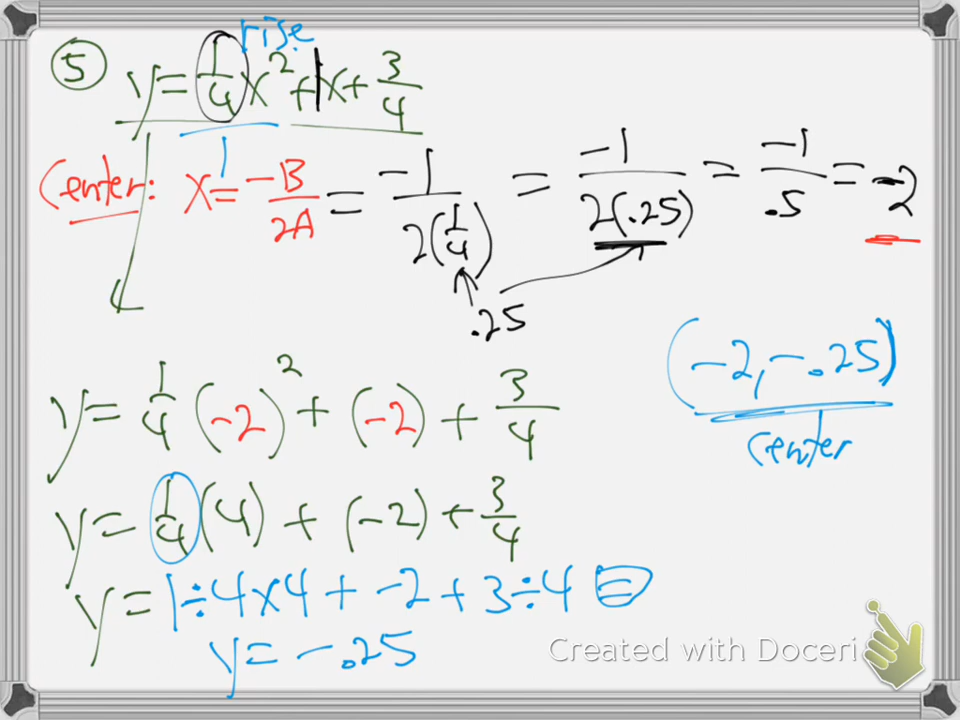 rise
⑤ y = 1/4 x² + 1x + 3/4
Center: x = -B/2A = -1/2(1/4) = -1/2(.25) = -1/.5 = -2
.25
(-2, -.25)
center
y = 1/4 (-2)² + (-2) + 3/4
y = 1/4 (4) + (-2) + 3/4
y = 1÷4×4 + -2 + 3÷4 =
y = -.25
Created with Doceri